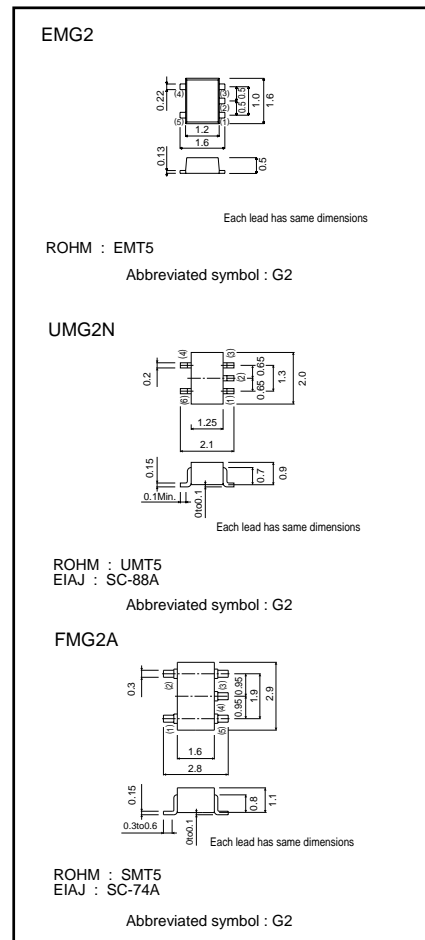 EMG2
0.22
(4)
(3)
(2)
(5)
(1)
0.5 0.5
1.0
1.6
1.2
1.6
0.13
0.5
Each lead has same dimensions
ROHM : EMT5
Abbreviated symbol : G2
UMG2N
0.2
(4)
(3)
(2)
(1)
0.65
0.65
1.3
2.0
1.25
2.1
0.15
0.1Min.
0to0.1
0.7
0.9
Each lead has same dimensions
ROHM : UMT5
EIAJ : SC-88A
Abbreviated symbol : G2
FMG2A
0.3
(2)
(3)
(4)
(1)
(5)
0.95
0.95
1.9
2.9
1.6
2.8
0.15
0.3to0.6
0to0.1
0.8
1.1
Each lead has same dimensions
ROHM : SMT5
EIAJ : SC-74A
Abbreviated symbol : G2